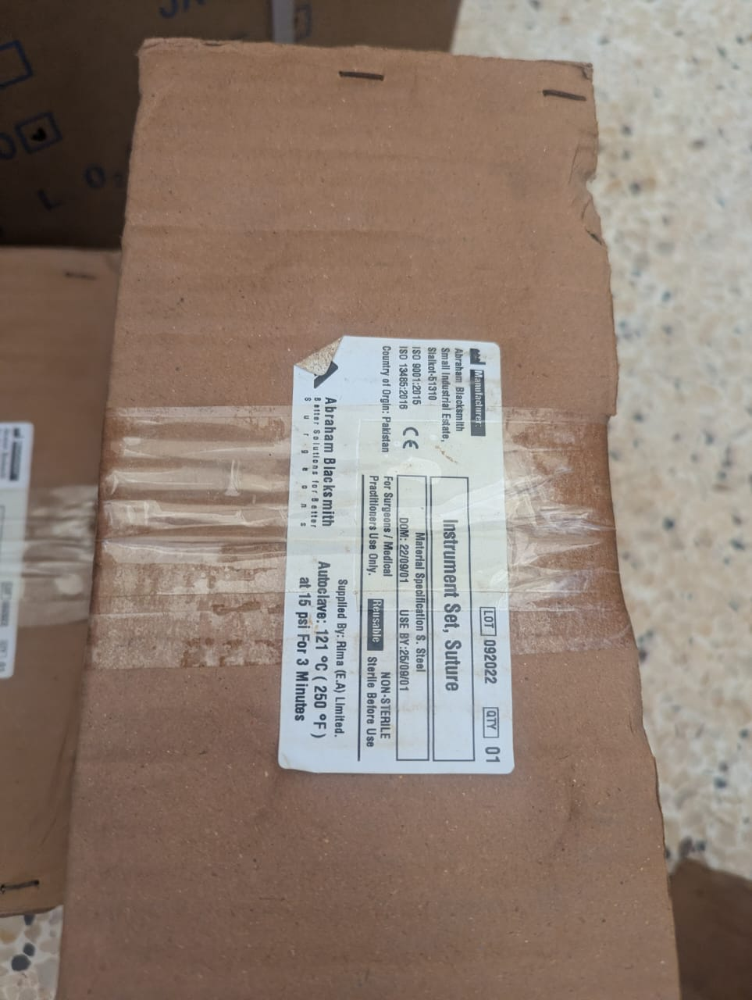 Manufacturer:
Abraham Blacksmith
Small Industrial Estate,
Sialkot-51310
ISO 9001:2015
ISO 13485:2016
CE
Country of Orgin: Pakistan
LOT 092022 QTY 01
Instrument Set, Suture
Material Specification S. Steel
DOM: 22/09/01 USE BY:25/09/01
For Surgeons / Medical
Practitioners Use Only.
NON-STERILE
Reusable Sterile Before Use
Abraham Blacksmith
Better Solutions for Better
Surgeons
Supplied By: Rima (E.A) Limited.
Autoclave: 121 °C ( 250 °F )
at 15 psi For 3 Minutes